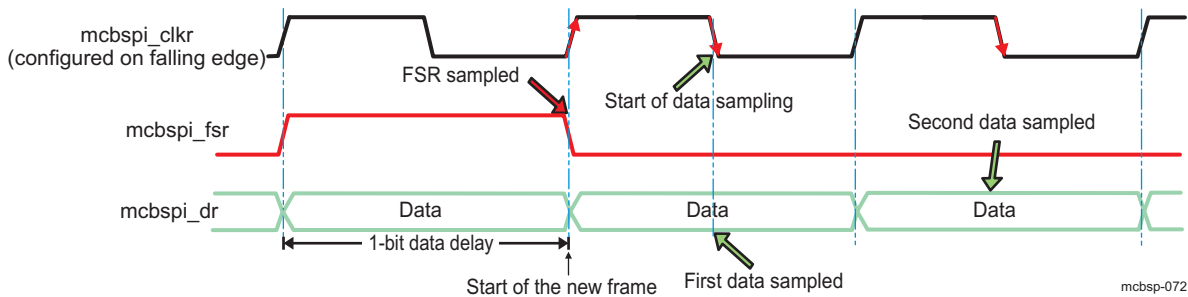 mcbspi_clkr
(configured on falling edge)
FSR sampled
Start of data sampling
mcbspi_fsr
Second data sampled
mcbspi_dr
Data
Data
Data
1-bit data delay
Start of the new frame
First data sampled
mcbsp-072